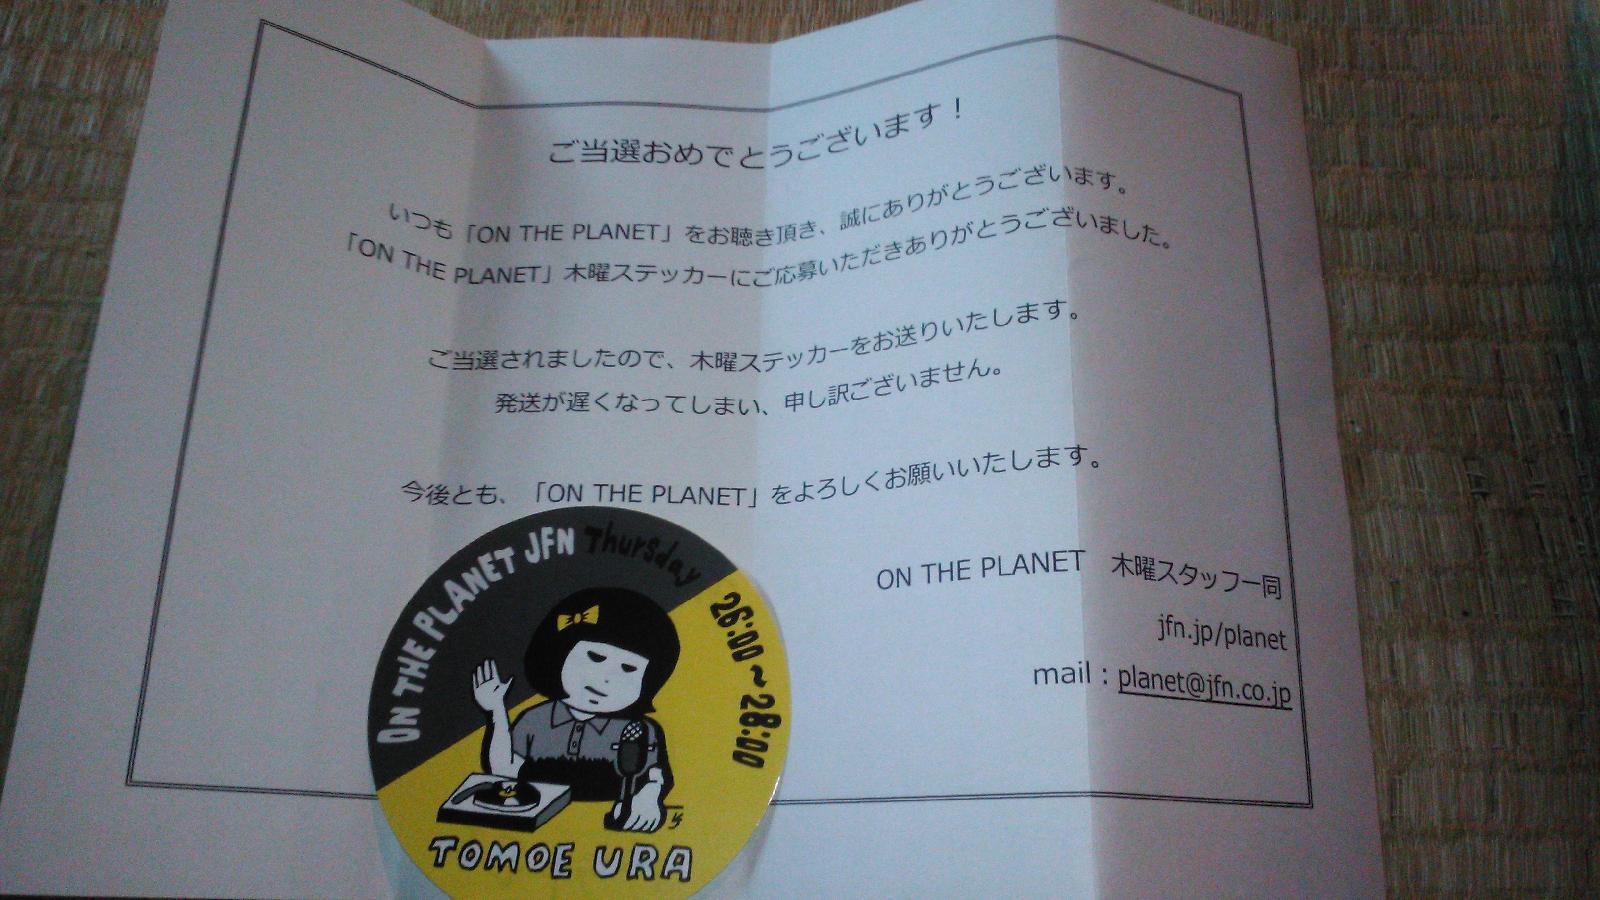 ご当選おめでとうございます！
いつも「ON THE PLANET」をお聴き頂き、誠にありがとうございます。
「ON THE PLANET」木曜ステッカーにご応募いただきありがとうございました。
ご当選されましたので、木曜ステッカーをお送りいたします。
発送が遅くなってしまい、申し訳ございません。
今後とも、「ON THE PLANET」をよろしくお願いいたします。
ON THE PLANET　木曜スタッフ一同
jfn.jp/planet
mail：planet@jfn.co.jp
ON THE PLANET JFN Thursday
26:00～28:00
TOMOE URA